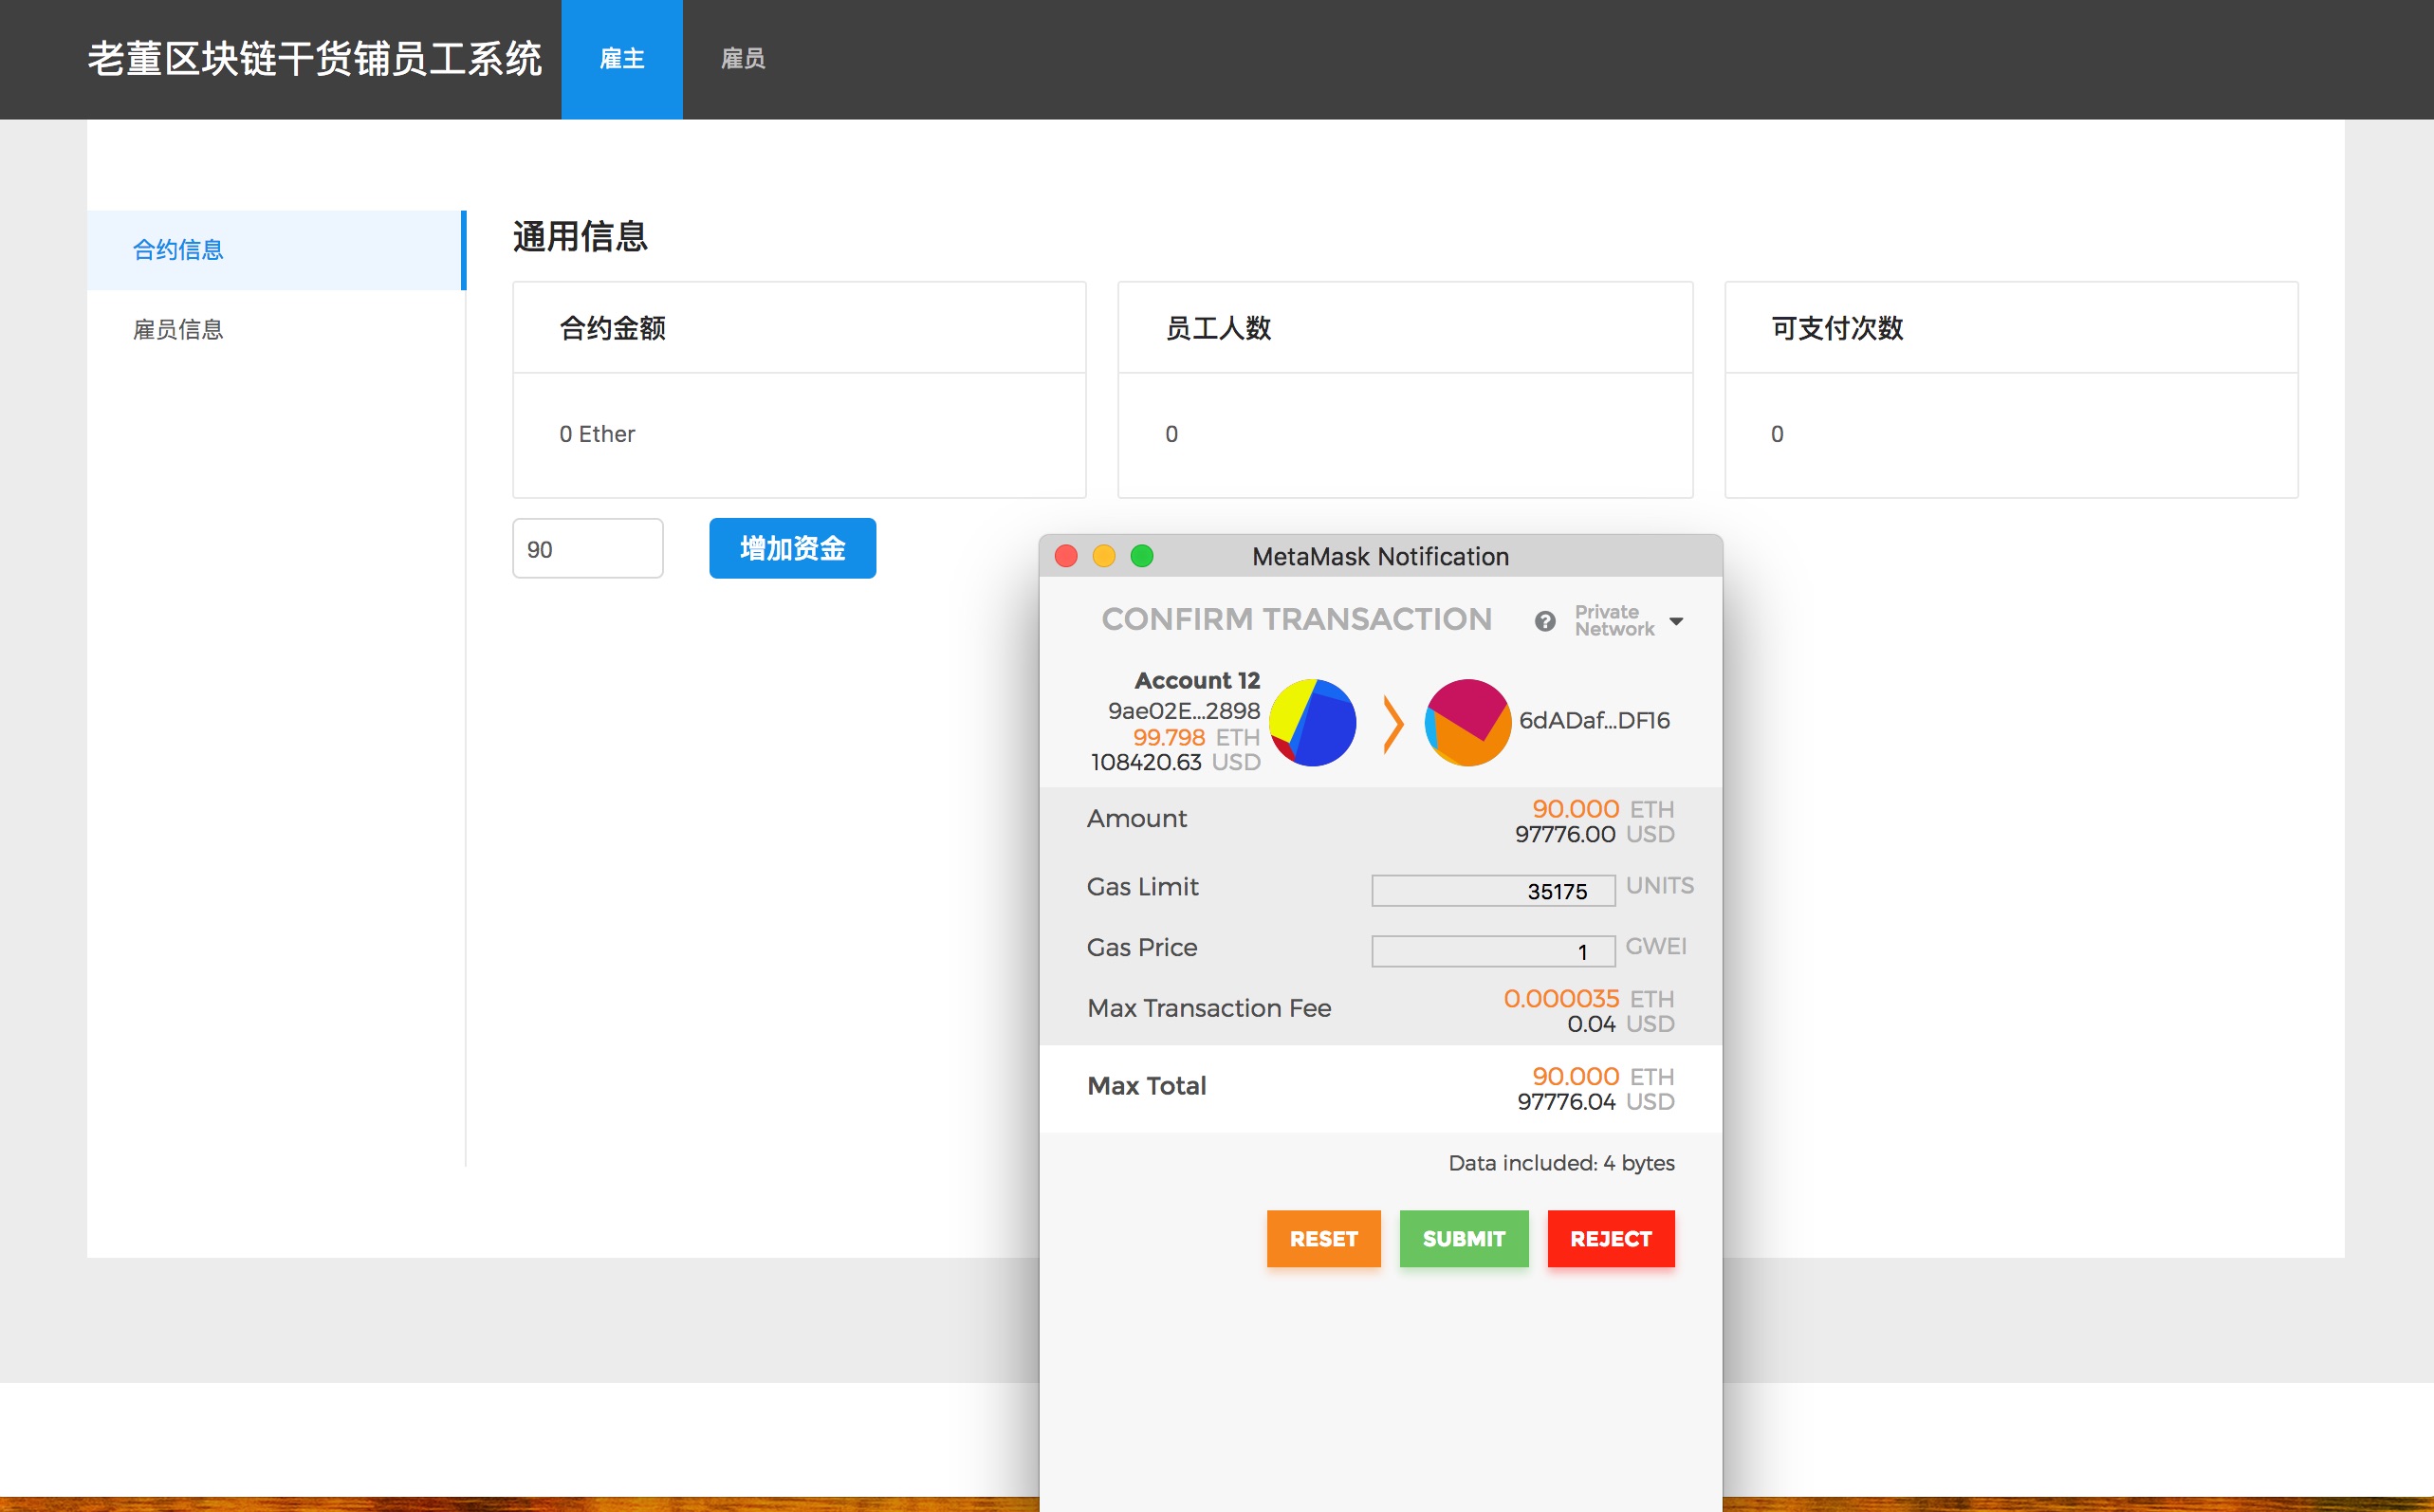 老董区块链干货铺员工系统
雇主
雇员
合约信息
雇员信息
通用信息
合约金额
0 Ether
员工人数
0
可支付次数
0
90
增加资金
MetaMask Notification
CONFIRM TRANSACTION
?
Private
Network
Account 12
9ae02E...2898
99.798 ETH
108420.63 USD
6dADaf...DF16
Amount
90.000 ETH
97776.00 USD
Gas Limit
35175 UNITS
Gas Price
1 GWEI
Max Transaction Fee
0.000035 ETH
0.04 USD
Max Total
90.000 ETH
97776.04 USD
Data included: 4 bytes
RESET
SUBMIT
REJECT